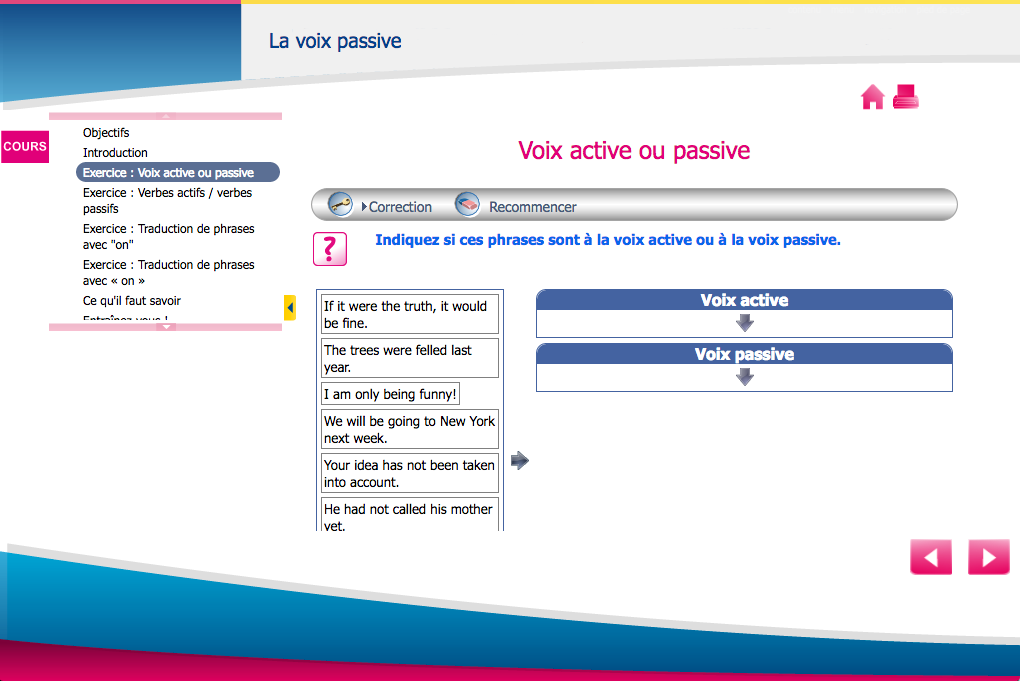 La voix passive
COURS
Objectifs
Introduction
Exercice : Voix active ou passive
Exercice : Verbes actifs / verbes
passifs
Exercice : Traduction de phrases
avec "on"
Exercice : Traduction de phrases
avec « on »
Ce qu'il faut savoir
Entraînez-vous !
Voix active ou passive
Correction
Recommencer
?
Indiquez si ces phrases sont à la voix active ou à la voix passive.
If it were the truth, it would
be fine.
The trees were felled last
year.
I am only being funny!
We will be going to New York
next week.
Your idea has not been taken
into account.
He had not called his mother
yet.
Voix active
Voix passive